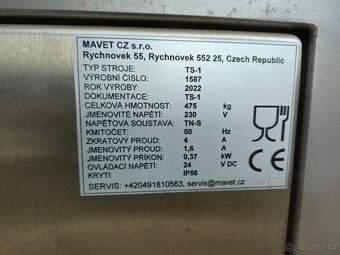 MAVET CZ s.r.o.
Rychnovek 55, Rychnovek 552 25, Czech Republic
TYP STROJE: TS-1
VÝROBNÍ ČÍSLO: 1587
ROK VÝROBY: 2022
DOKUMENTACE: TS-1
CELKOVÁ HMOTNOST: 475 kg
JMENOVITÉ NAPĚTÍ: 230 V
NAPĚŤOVÁ SOUSTAVA: TN-S
KMITOČET: 50 Hz
ZKRATOVÝ PROUD: 4 A
JMENOVITÝ PROUD: 1,6 A
JMENOVITÝ PŘÍKON: 0,37 kW
OVLÁDACÍ NAPĚTÍ: 24 V DC
KRYTÍ: IP56
SERVIS: +420491810563, servis@mavet.cz
CE
Bazoš.cz